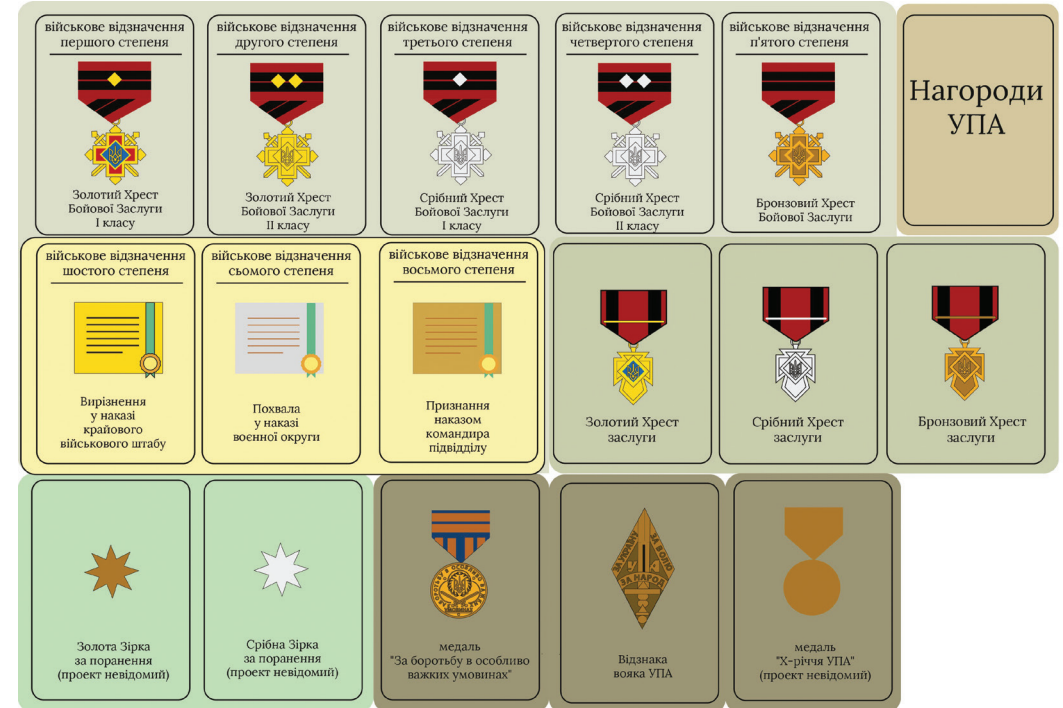 військове відзначення
першого степеня
Золотий Хрест
Бойової Заслуги
I класу
військове відзначення
другого степеня
Золотий Хрест
Бойової Заслуги
II класу
військове відзначення
третього степеня
Срібний Хрест
Бойової Заслуги
I класу
військове відзначення
четвертого степеня
Срібний Хрест
Бойової Заслуги
II класу
військове відзначення
п'ятого степеня
Бронзовий Хрест
Бойової Заслуги
Нагороди
УПА
військове відзначення
шостого степеня
Вирізнення
у наказі
крайового
військового штабу
військове відзначення
сьомого степеня
Похвала
у наказі
воєнної округи
військове відзначення
восьмого степеня
Признання
наказом
командира
підвідділу
Золотий Хрест
заслуги
Срібний Хрест
заслуги
Бронзовий Хрест
заслуги
Золота Зірка
за поранення
(проект невідомий)
Срібна Зірка
за поранення
(проект невідомий)
медаль
"За боротьбу в особливо
важких умовинах"
ЗА УКРАЇНУ
ЗА ВОЛЮ
ЗА НАРОД
Відзнака
вояка УПА
медаль
"Х-річчя УПА"
(проект невідомий)